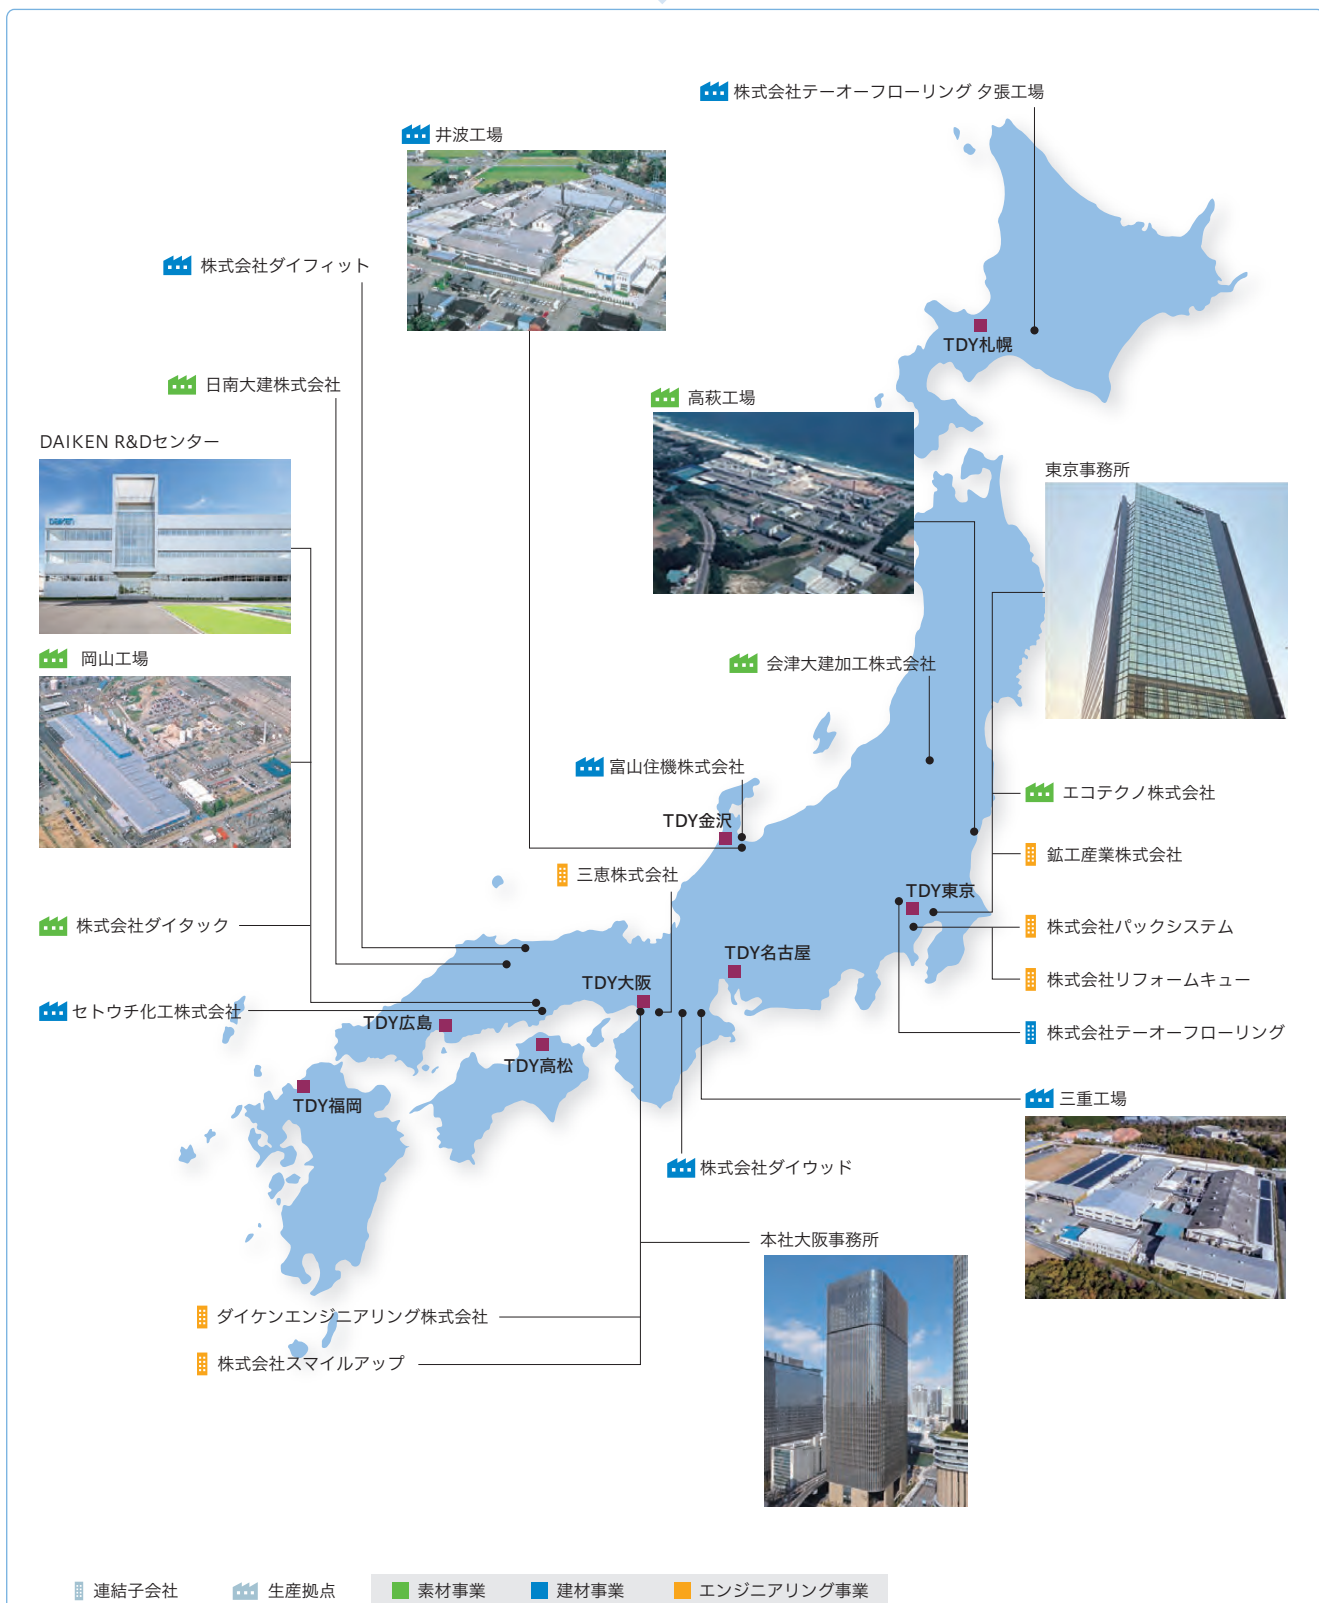 株式会社テーオーフローリング 夕張工場
井波工場
株式会社ダイフィット
TDY札幌
日南大建株式会社
高萩工場
DAIKEN R&Dセンター
東京事務所
DAIKEN
岡山工場
会津大建加工株式会社
富山住機株式会社
エコテクノ株式会社
TDY金沢
鉱工産業株式会社
三恵株式会社
TDY東京
株式会社ダイタック
株式会社パックシステム
TDY名古屋
株式会社リフォームキュー
TDY大阪
セトウチ化工株式会社
TDY広島
株式会社テーオーフローリング
TDY高松
TDY福岡
三重工場
株式会社ダイウッド
本社大阪事務所
ダイケンエンジニアリング株式会社
株式会社スマイルアップ
連結子会社
生産拠点
素材事業
建材事業
エンジニアリング事業